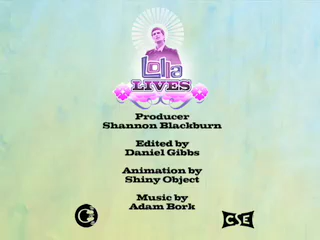 Lolla
LIVES
Producer
Shannon Blackburn
Edited by
Daniel Gibbs
Animation by
Shiny Object
Music by
Adam Bork
CSE